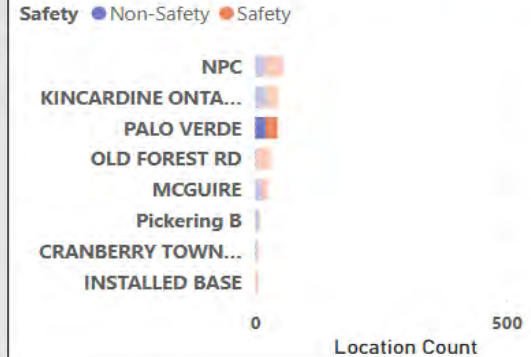 Safety Non-Safety Safety
NPC
KINCARDINE ONTA...
PALO VERDE
OLD FOREST RD
MCGUIRE
Pickering B
CRANBERRY TOWN...
INSTALLED BASE
0 500
Location Count